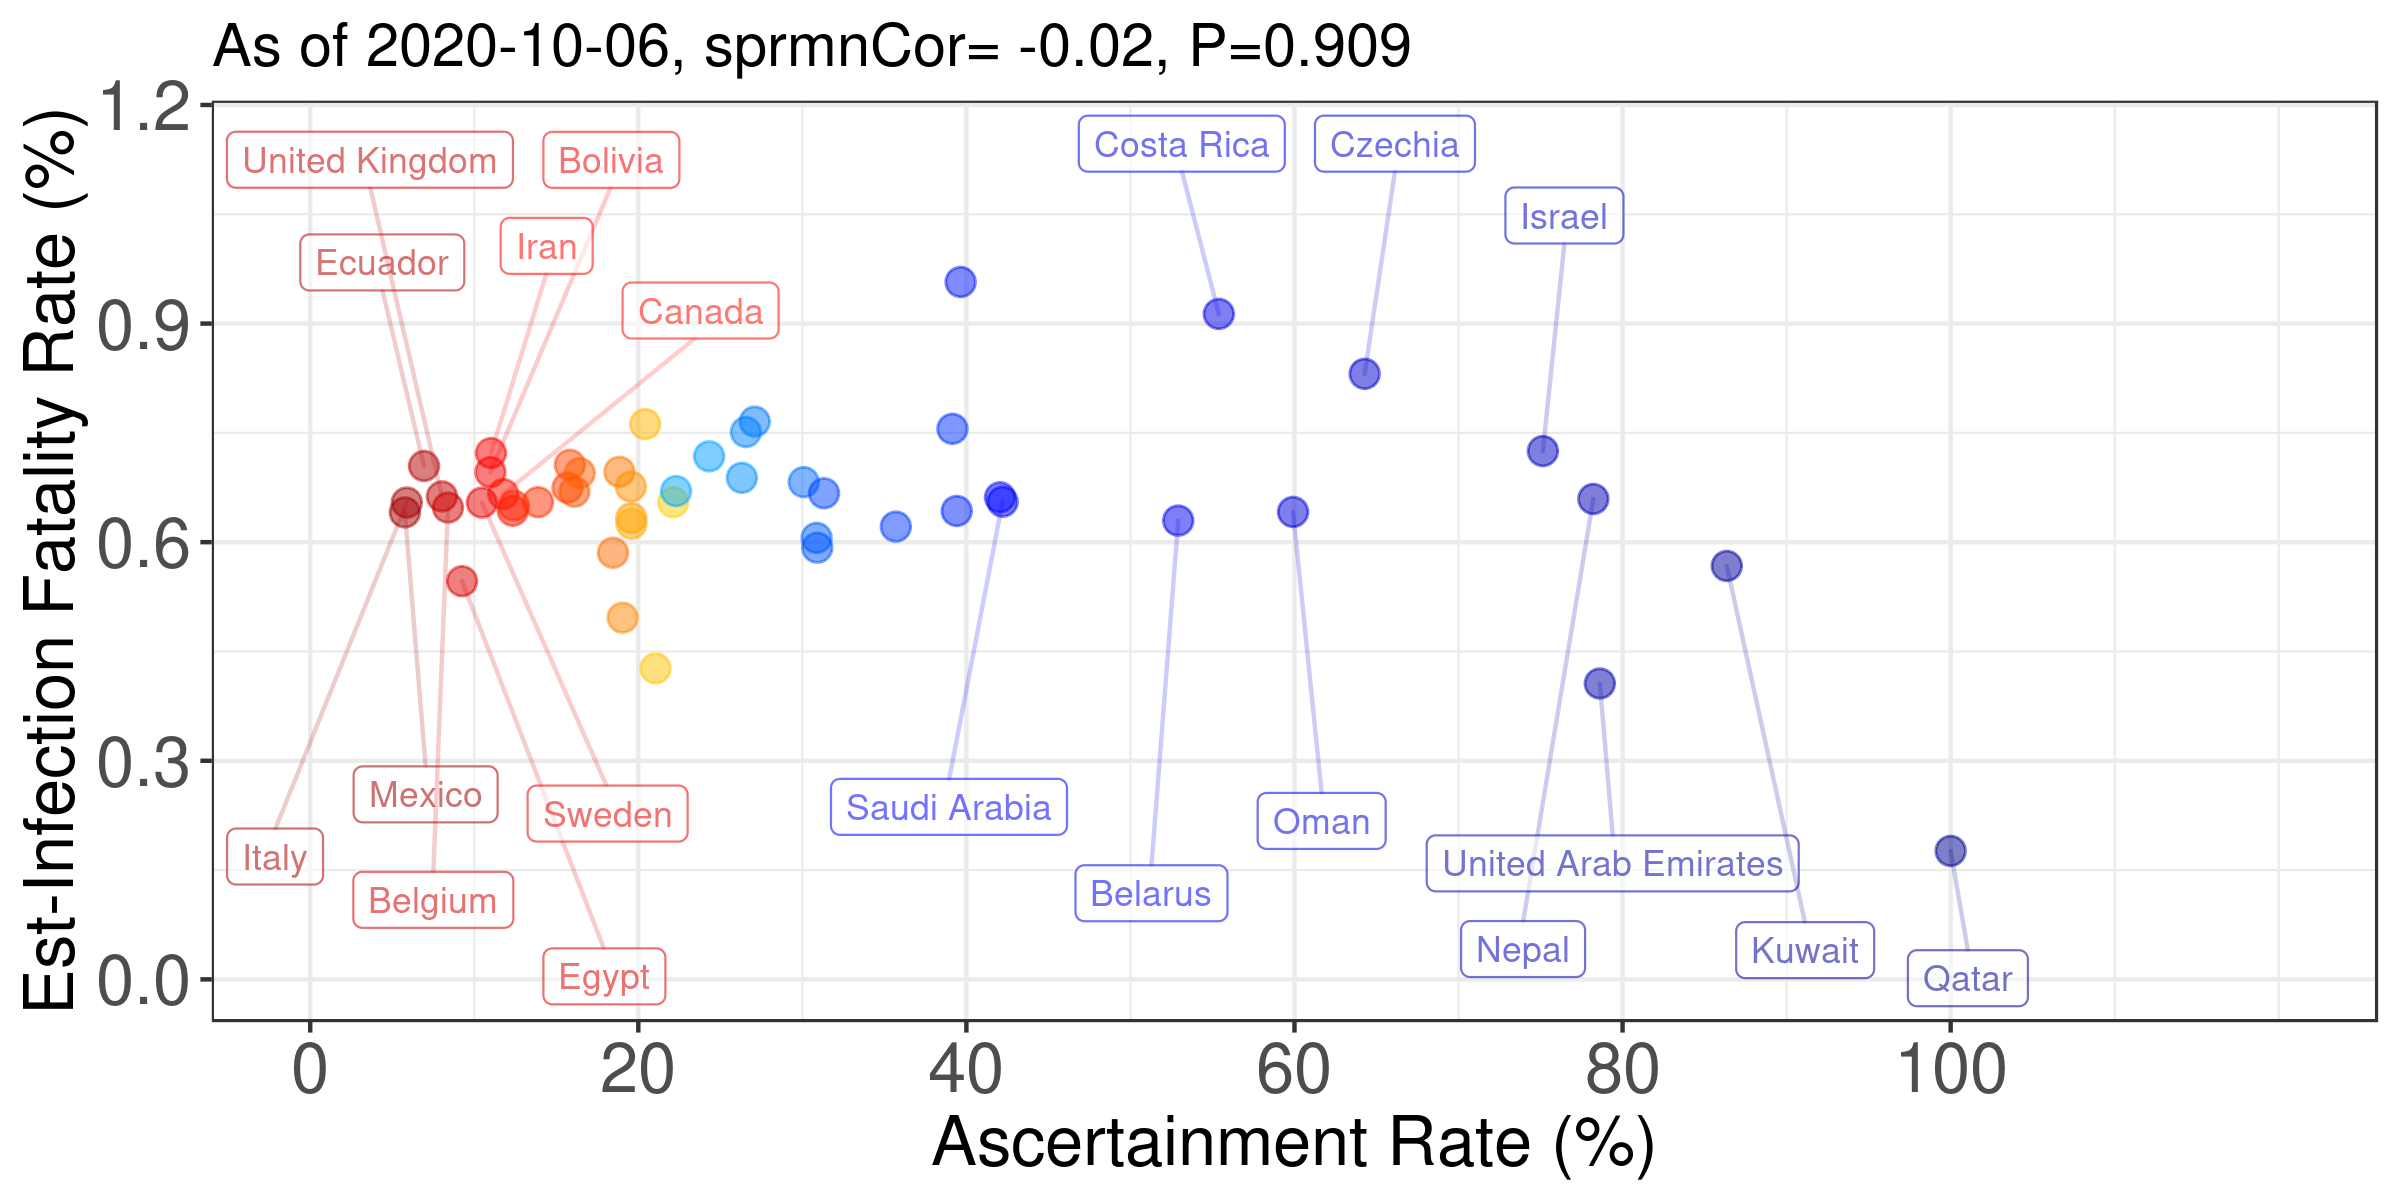 As of 2020-10-06, sprmnCor= -0.02, P=0.909
Est-Infection Fatality Rate (%)
1.2
0.9
0.6
0.3
0.0
United Kingdom
Bolivia
Costa Rica
Czechia
Israel
Iran
Ecuador
Canada
Mexico
Sweden
Saudi Arabia
Oman
Italy
United Arab Emirates
Belgium
Belarus
Nepal
Kuwait
Egypt
Qatar
0
20
40
60
80
100
Ascertainment Rate (%)